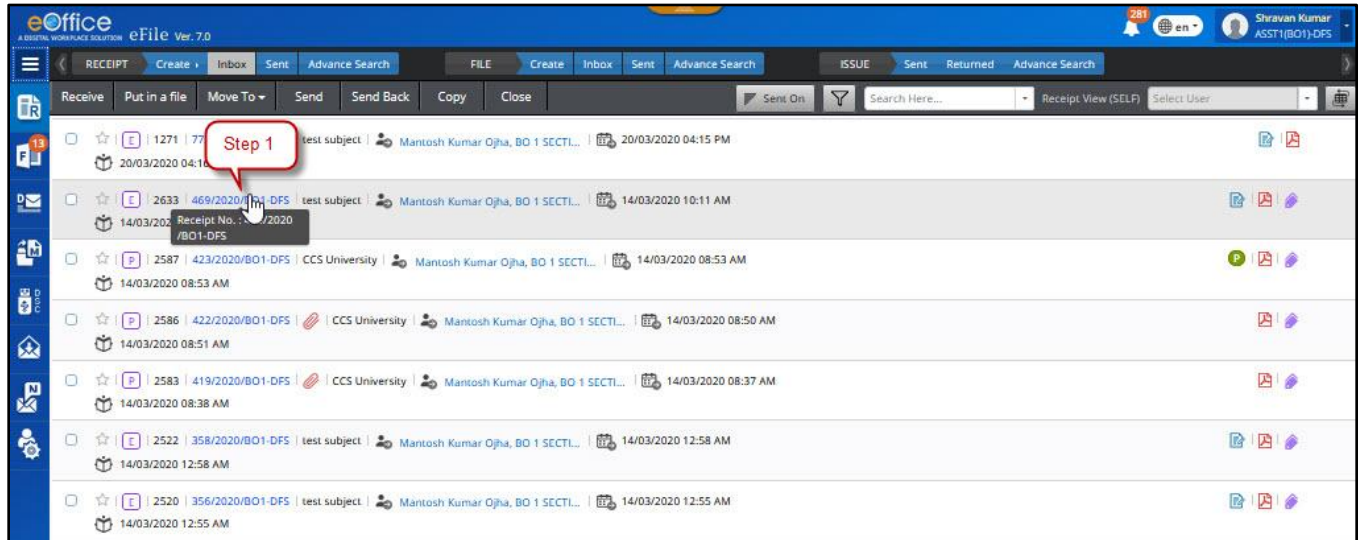 eOffice
A DIGITAL WORKPLACE SOLUTION eFile Ver. 7.0
281 en Shravan Kumar
ASST1(BO1)-DFS
RECEIPT Create Inbox Sent Advance Search FILE Create Inbox Sent Advance Search ISSUE Sent Returned Advance Search
Receive Put in a file Move To Send Send Back Copy Close Sent On Search Here... Receipt View (SELF) Select User
R
13
F
D
M
DSC
N
E 1271 77 test subject Mantosh Kumar Ojha, BO 1 SECTI... 20/03/2020 04:15 PM
20/03/2020 04:1
Step 1
E 2633 469/2020/BO1-DFS test subject Mantosh Kumar Ojha, BO 1 SECTI... 14/03/2020 10:11 AM
14/03/202
Receipt No. : /2020
/BO1-DFS
P 2587 423/2020/BO1-DFS CCS University Mantosh Kumar Ojha, BO 1 SECTI... 14/03/2020 08:53 AM P
14/03/2020 08:53 AM
P 2586 422/2020/BO1-DFS CCS University Mantosh Kumar Ojha, BO 1 SECTI... 14/03/2020 08:50 AM
14/03/2020 08:51 AM
P 2583 419/2020/BO1-DFS CCS University Mantosh Kumar Ojha, BO 1 SECTI... 14/03/2020 08:37 AM
14/03/2020 08:38 AM
E 2522 358/2020/BO1-DFS test subject Mantosh Kumar Ojha, BO 1 SECTI... 14/03/2020 12:58 AM
14/03/2020 12:58 AM
E 2520 356/2020/BO1-DFS test subject Mantosh Kumar Ojha, BO 1 SECTI... 14/03/2020 12:55 AM
14/03/2020 12:55 AM